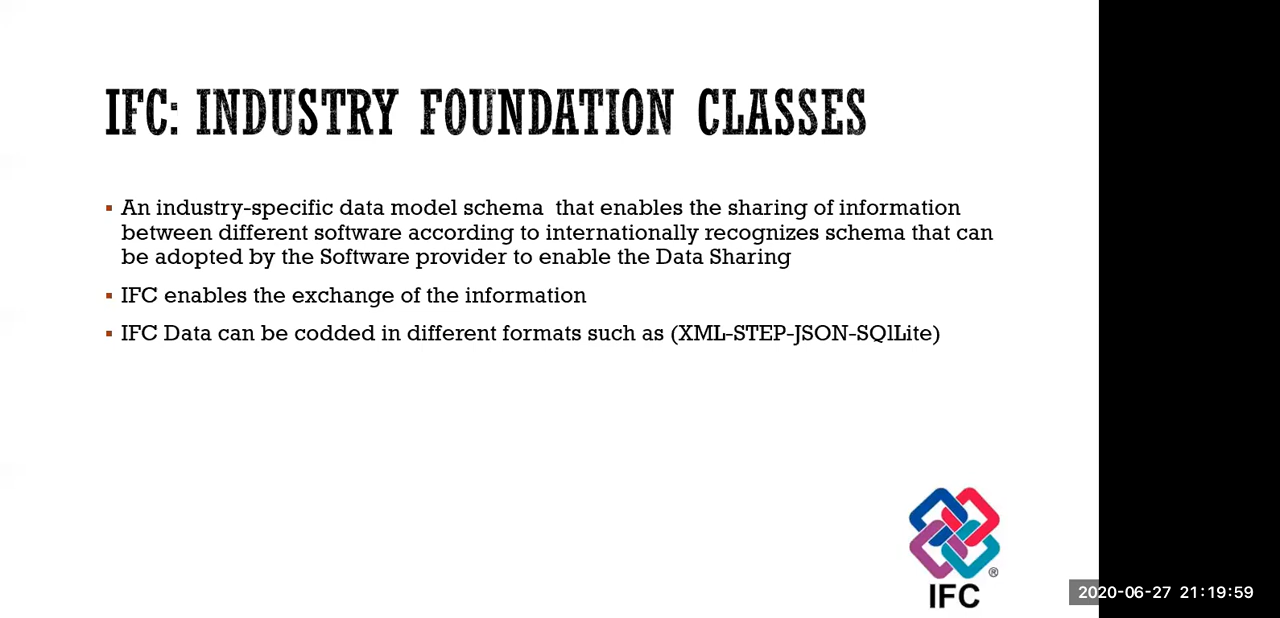 IFC: INDUSTRY FOUNDATION CLASSES
▪ An industry-specific data model schema  that enables the sharing of information
between different software according to internationally recognizes schema that can
be adopted by the Software provider to enable the Data Sharing
▪ IFC enables the exchange of the information
▪ IFC Data can be codded in different formats such as (XML-STEP-JSON-SQlLite)
®
IFC
2020-06-27 21:19:59